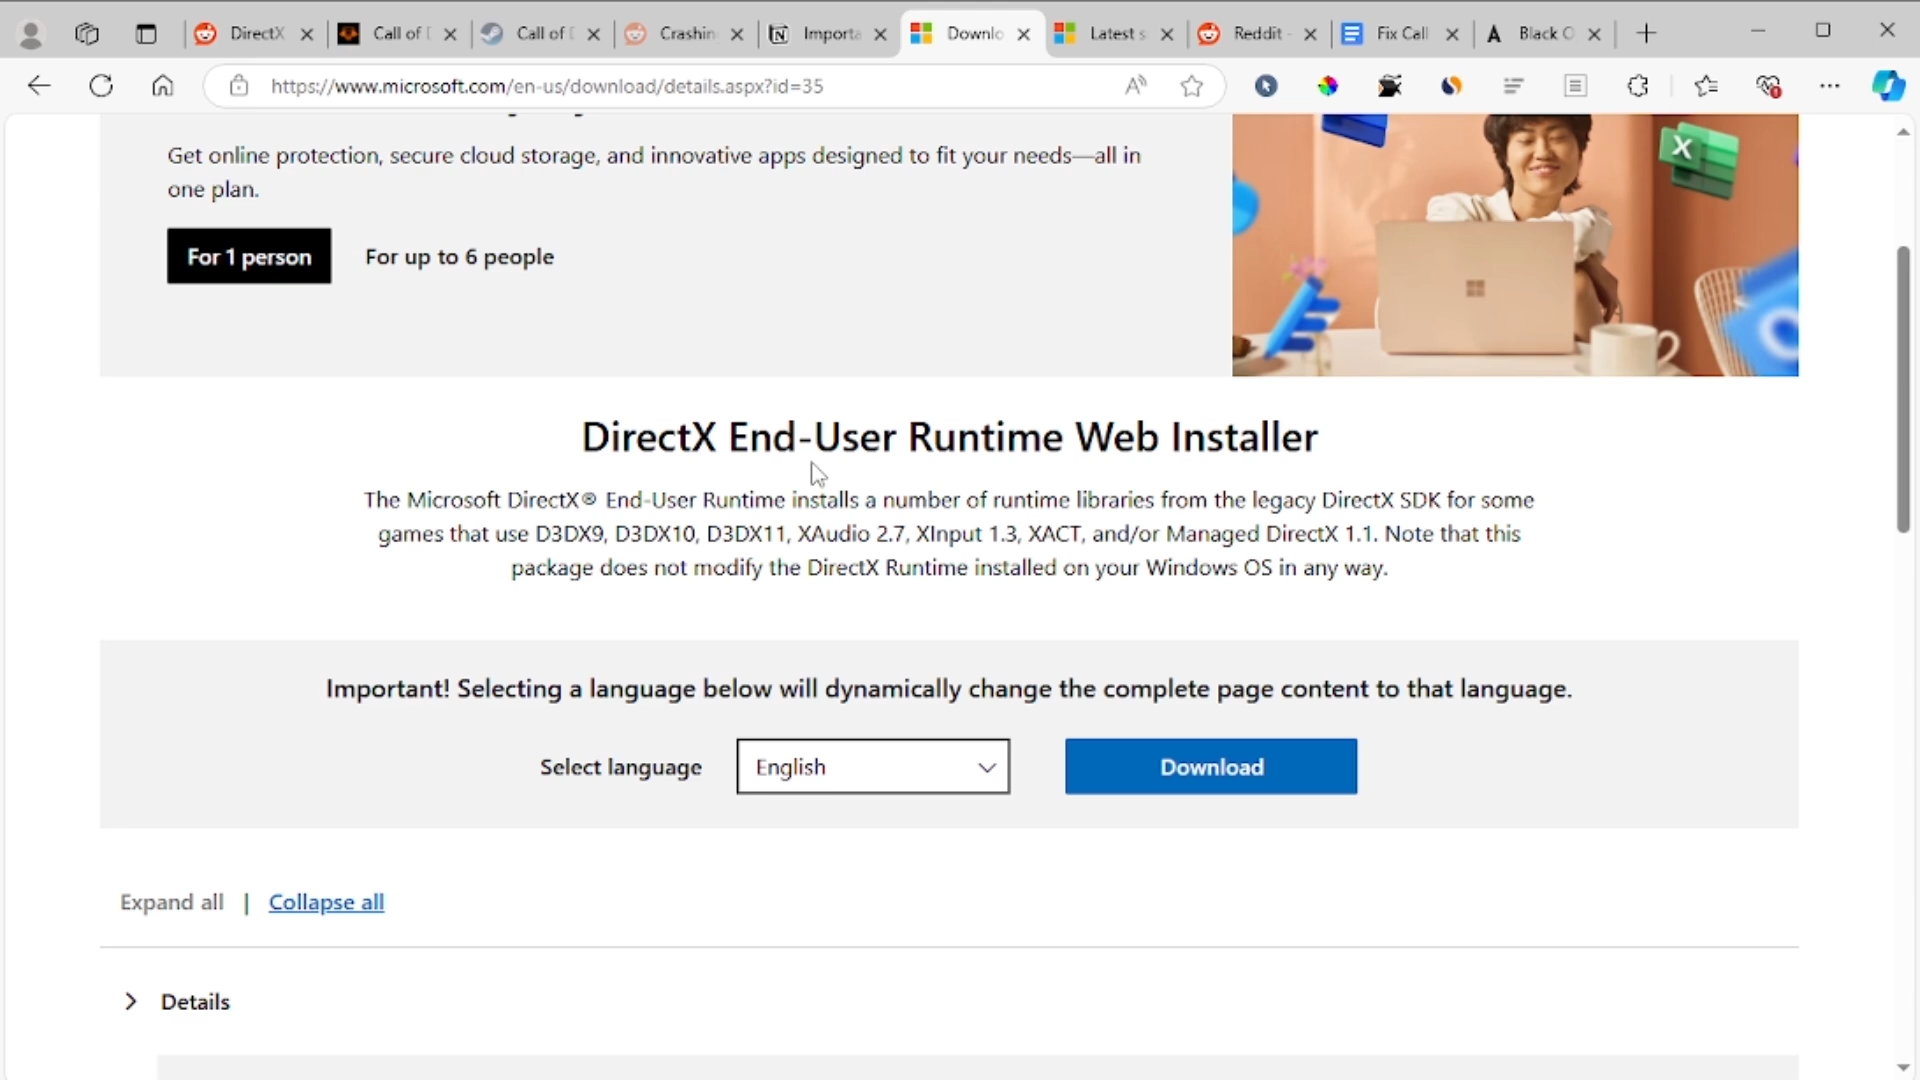 DirectX
Call of D
Call of D
Crashin
Importa
Downlo
Latest s
Reddit -
Fix Call
Black O
https://www.microsoft.com/en-us/download/details.aspx?id=35
Get online protection, secure cloud storage, and innovative apps designed to fit your needs—all in
one plan.
For 1 person
For up to 6 people
DirectX End-User Runtime Web Installer
The Microsoft DirectX® End-User Runtime installs a number of runtime libraries from the legacy DirectX SDK for some
games that use D3DX9, D3DX10, D3DX11, XAudio 2.7, XInput 1.3, XACT, and/or Managed DirectX 1.1. Note that this
package does not modify the DirectX Runtime installed on your Windows OS in any way.
Important! Selecting a language below will dynamically change the complete page content to that language.
Select language
English
Download
Expand all | Collapse all
Details